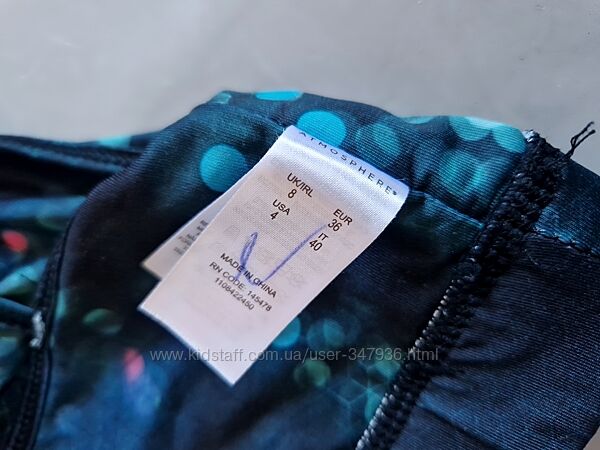 ATMOSPHERE
UK/IRL EUR
8 36
USA IT
4 40
MADE IN CHINA
RN CODE: 145478
1108422450
www.kidstaff.com.ua/user-347936.html